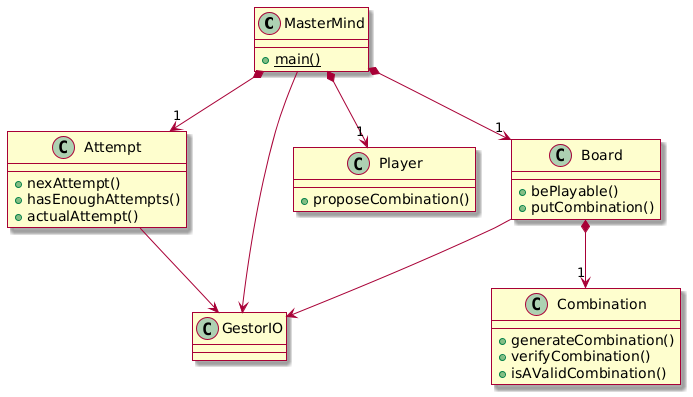 C MasterMind
main()
1
1
1
C Attempt
nexAttempt()
hasEnoughAttempts()
actualAttempt()
C Player
proposeCombination()
C Board
bePlayable()
putCombination()
1
C GestorIO
C Combination
generateCombination()
verifyCombination()
isAValidCombination()